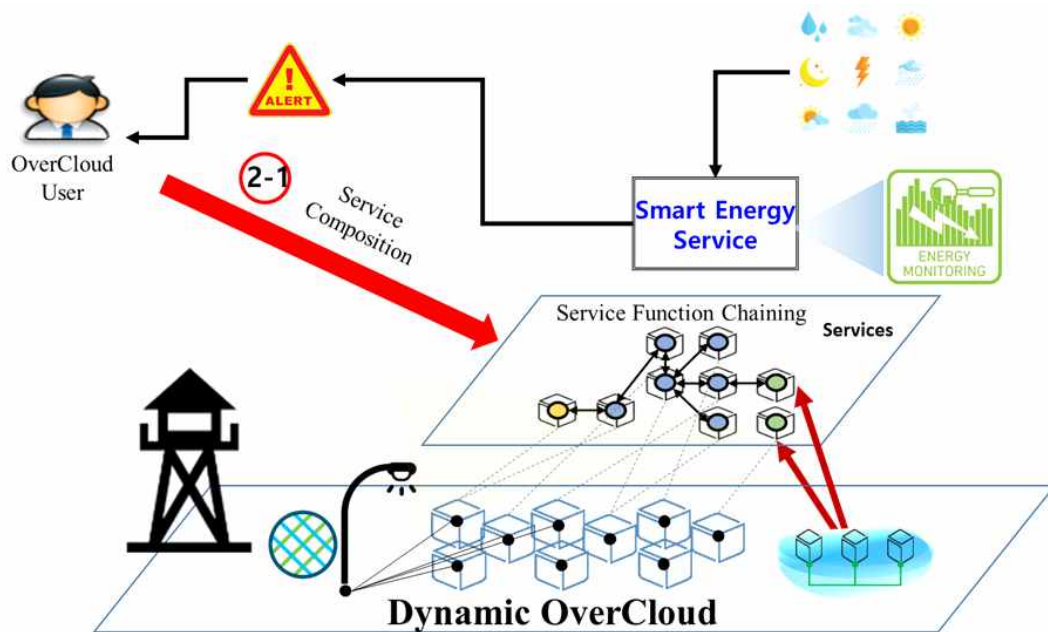 ALERT
OverCloud
User
2-1
Service
Composition
Smart Energy
Service
ENERGY
MONITORING
Service Function Chaining
Services
Dynamic OverCloud